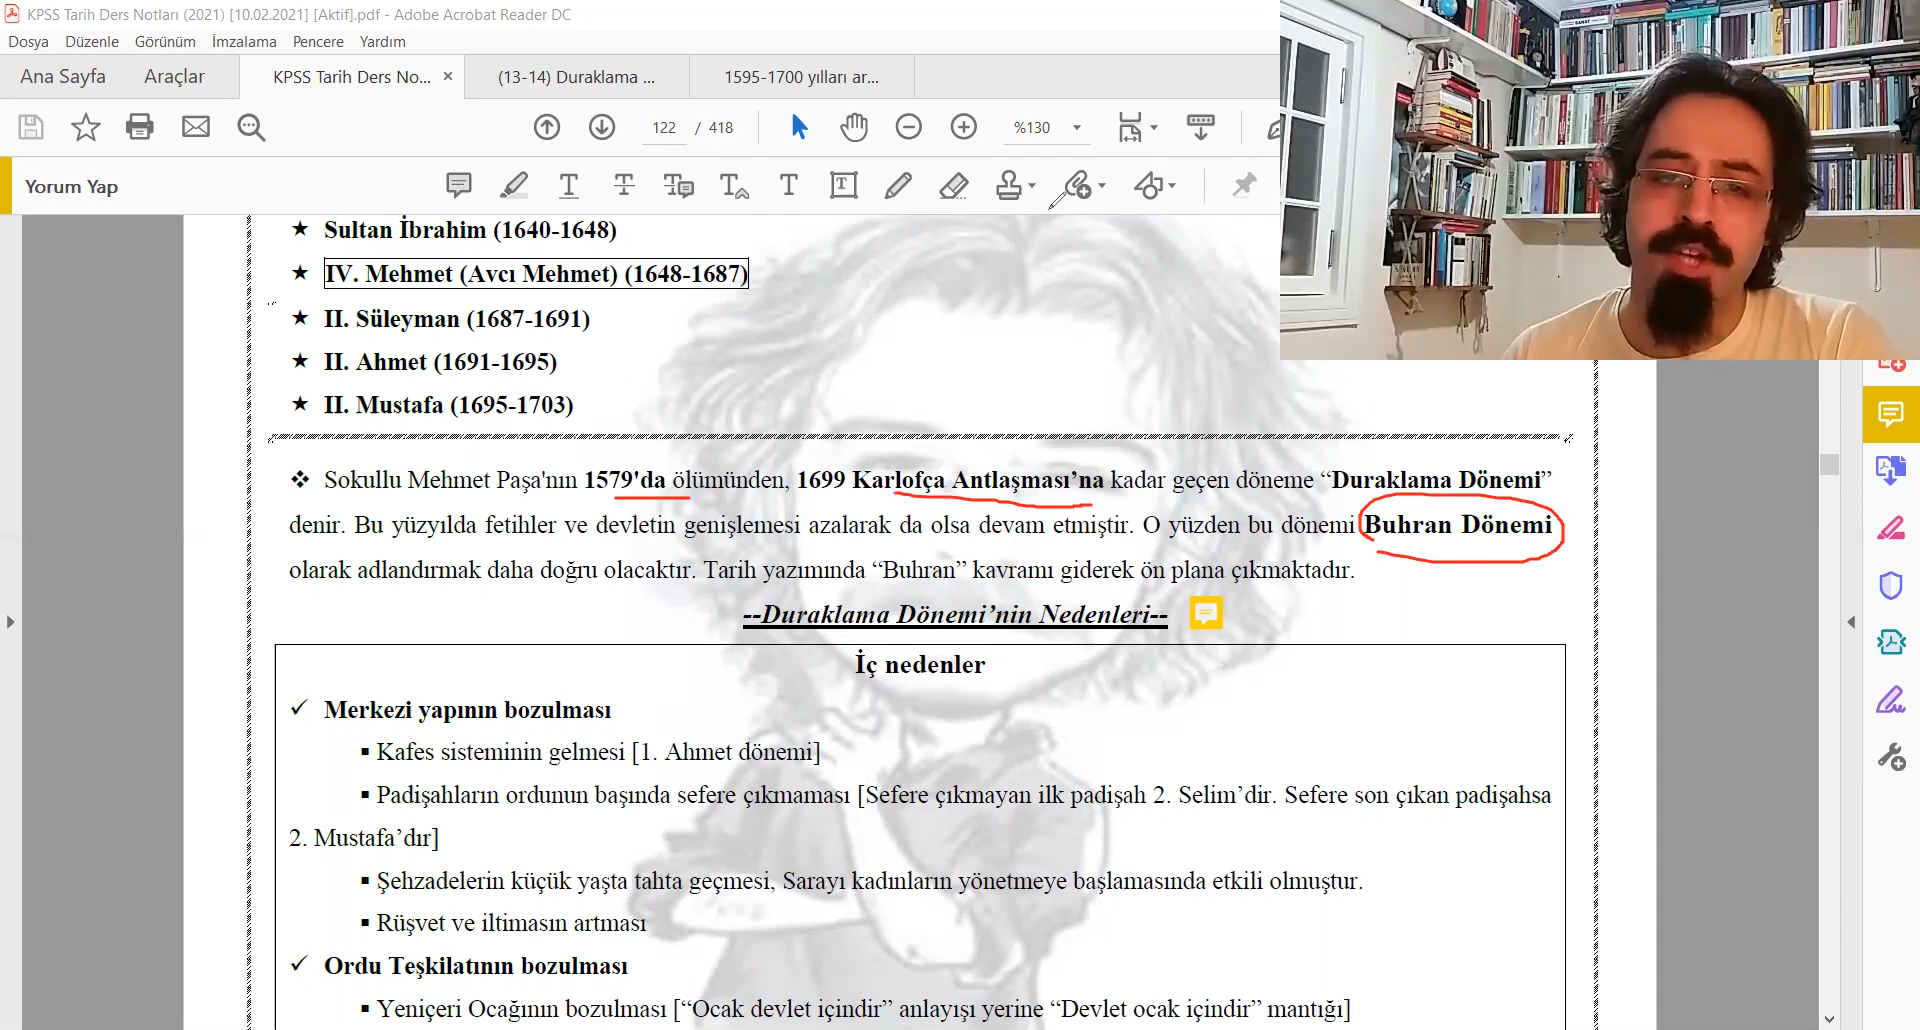 KPSS Tarih Ders Notları (2021) [10.02.2021] [Aktif].pdf - Adobe Acrobat Reader DC
Dosya Düzenle Görünüm İmzalama Pencere Yardım
Ana Sayfa Araçlar KPSS Tarih Ders No... × (13-14) Duraklama ... 1595-1700 yılları ar...
122 / 418 %130
Yorum Yap
★ Sultan İbrahim (1640-1648)
★ IV. Mehmet (Avcı Mehmet) (1648-1687)
★ II. Süleyman (1687-1691)
★ II. Ahmet (1691-1695)
★ II. Mustafa (1695-1703)
❖ Sokullu Mehmet Paşa'nın 1579'da ölümünden, 1699 Karlofça Antlaşması’na kadar geçen döneme “Duraklama Dönemi”
denir. Bu yüzyılda fetihler ve devletin genişlemesi azalarak da olsa devam etmiştir. O yüzden bu dönemi Buhran Dönemi
olarak adlandırmak daha doğru olacaktır. Tarih yazımında “Buhran” kavramı giderek ön plana çıkmaktadır.
--Duraklama Dönemi’nin Nedenleri--
İç nedenler
✓ Merkezi yapının bozulması
▪ Kafes sisteminin gelmesi [1. Ahmet dönemi]
▪ Padişahların ordunun başında sefere çıkmaması [Sefere çıkmayan ilk padişah 2. Selim’dir. Sefere son çıkan padişahsa
2. Mustafa’dır]
▪ Şehzadelerin küçük yaşta tahta geçmesi, Sarayı kadınların yönetmeye başlamasında etkili olmuştur.
▪ Rüşvet ve iltimasın artması
✓ Ordu Teşkilatının bozulması
▪ Yeniçeri Ocağının bozulması [“Ocak devlet içindir” anlayışı yerine “Devlet ocak içindir” mantığı]